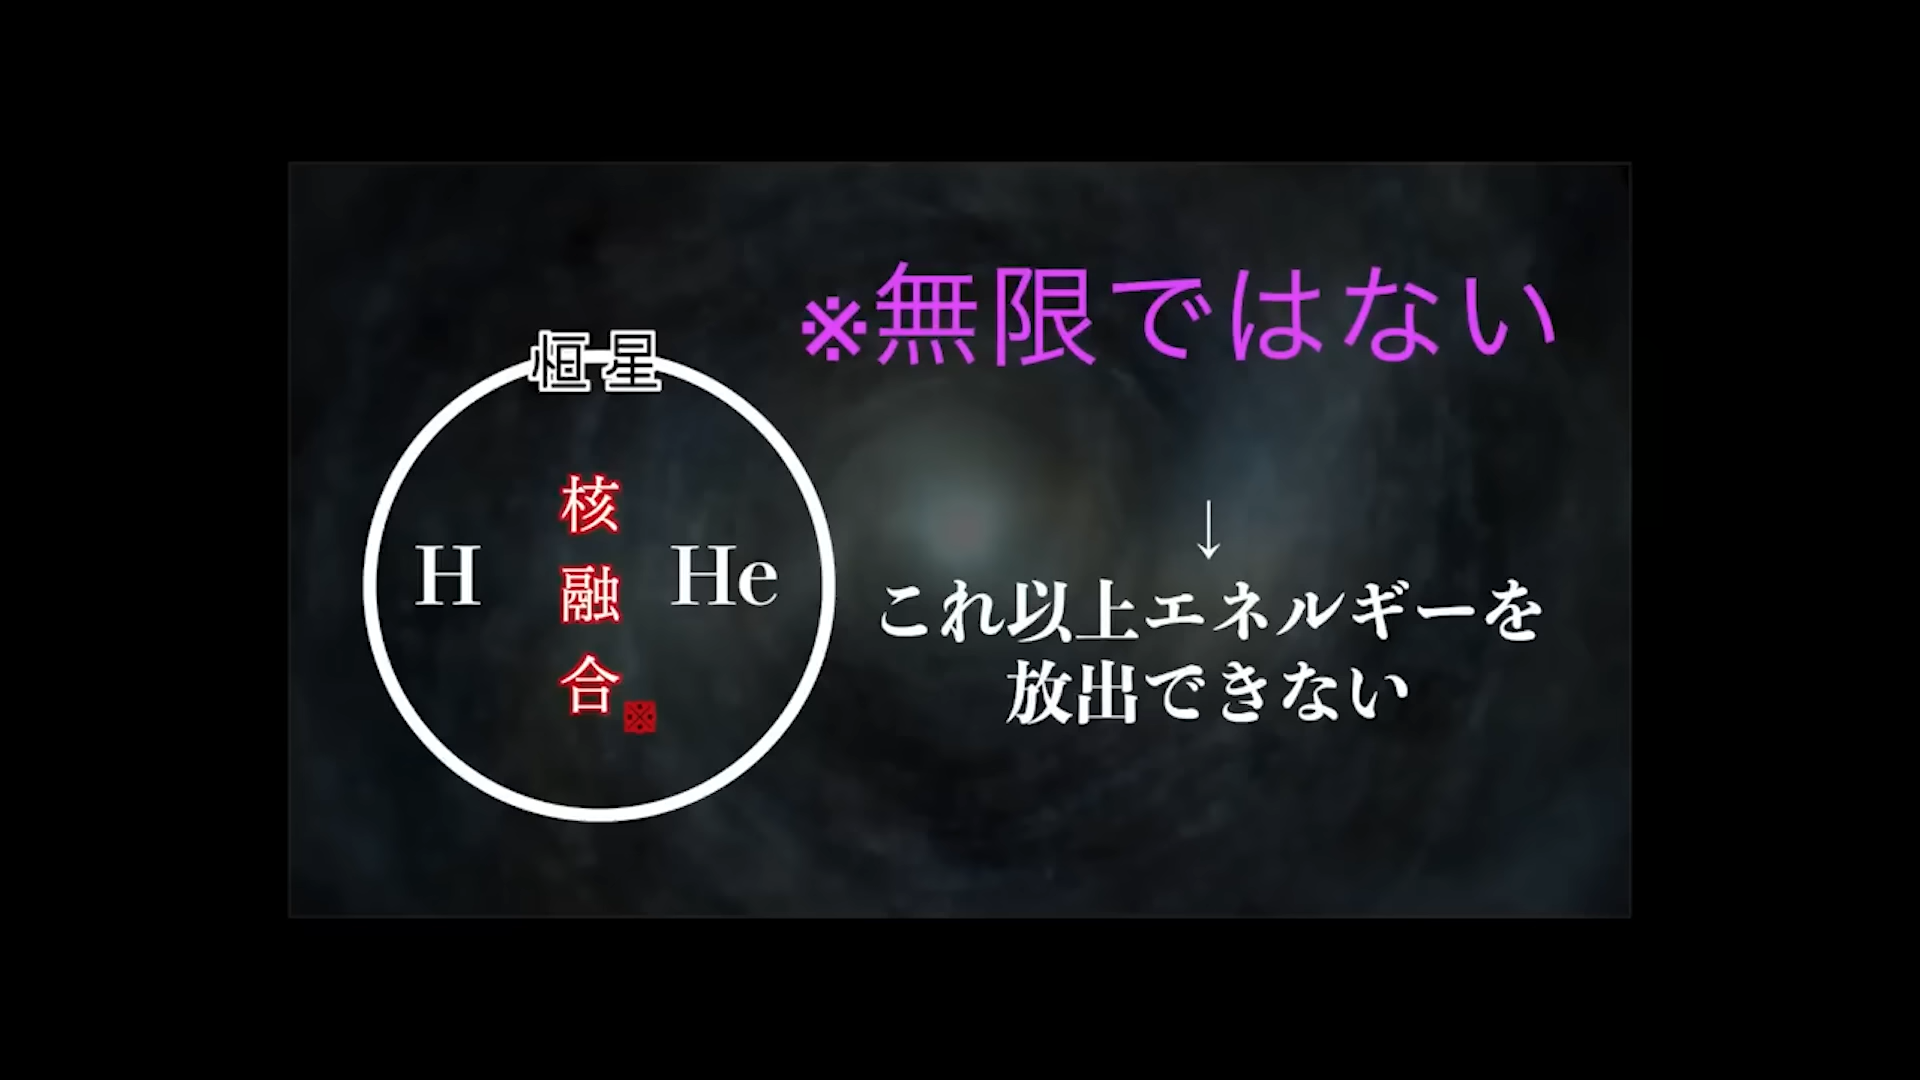 ※無限ではない
恒星
核融合※
H
He
↓
これ以上エネルギーを
放出できない